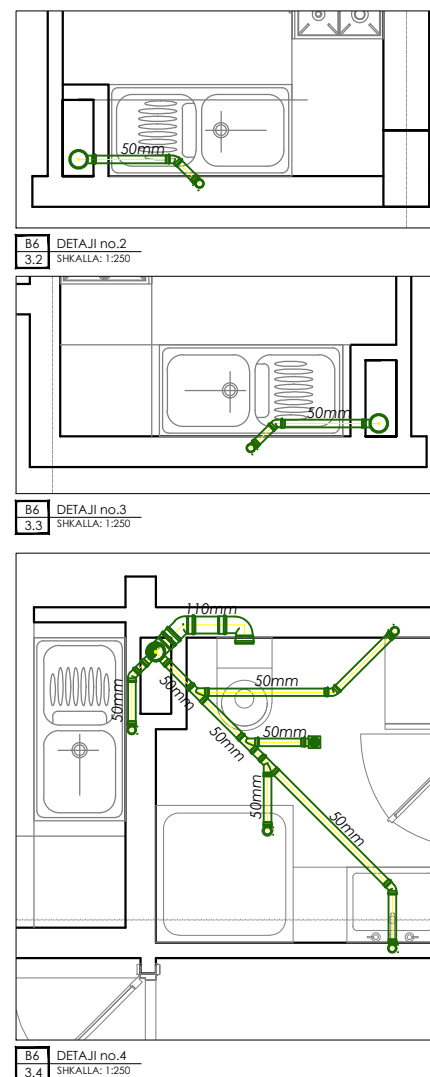 50mm
B6 DETAJI no.2
3.2 SHKALLA: 1:250
50mm
B6 DETAJI no.3
3.3 SHKALLA: 1:250
110mm
50mm
50mm
50mm
50mm
50mm
50mm
50mm
B6 DETAJI no.4
3.4 SHKALLA: 1:250